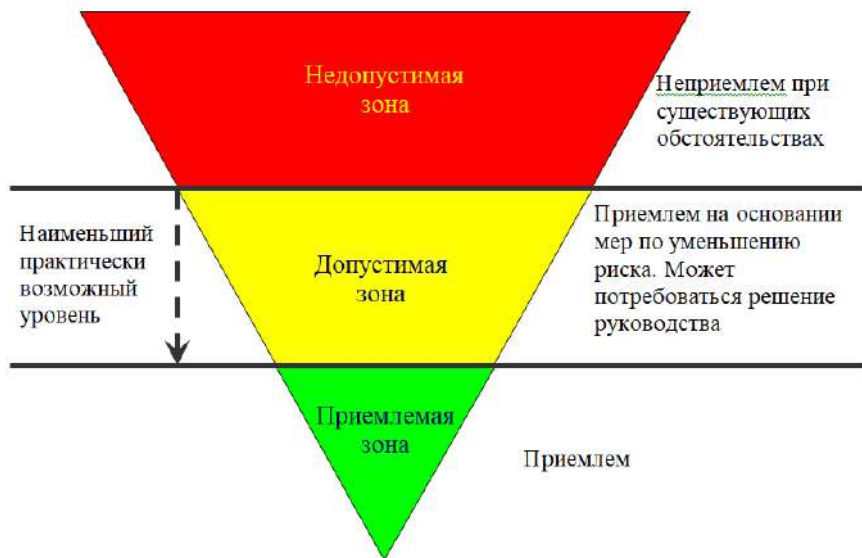 Недопустимая
зона
Неприемлем при
существующих
обстоятельствах
Наименьший
практически
возможный
уровень
Допустимая
зона
Приемлем на основании
мер по уменьшению
риска. Может
потребоваться решение
руководства
Приемлемая
зона
Приемлем